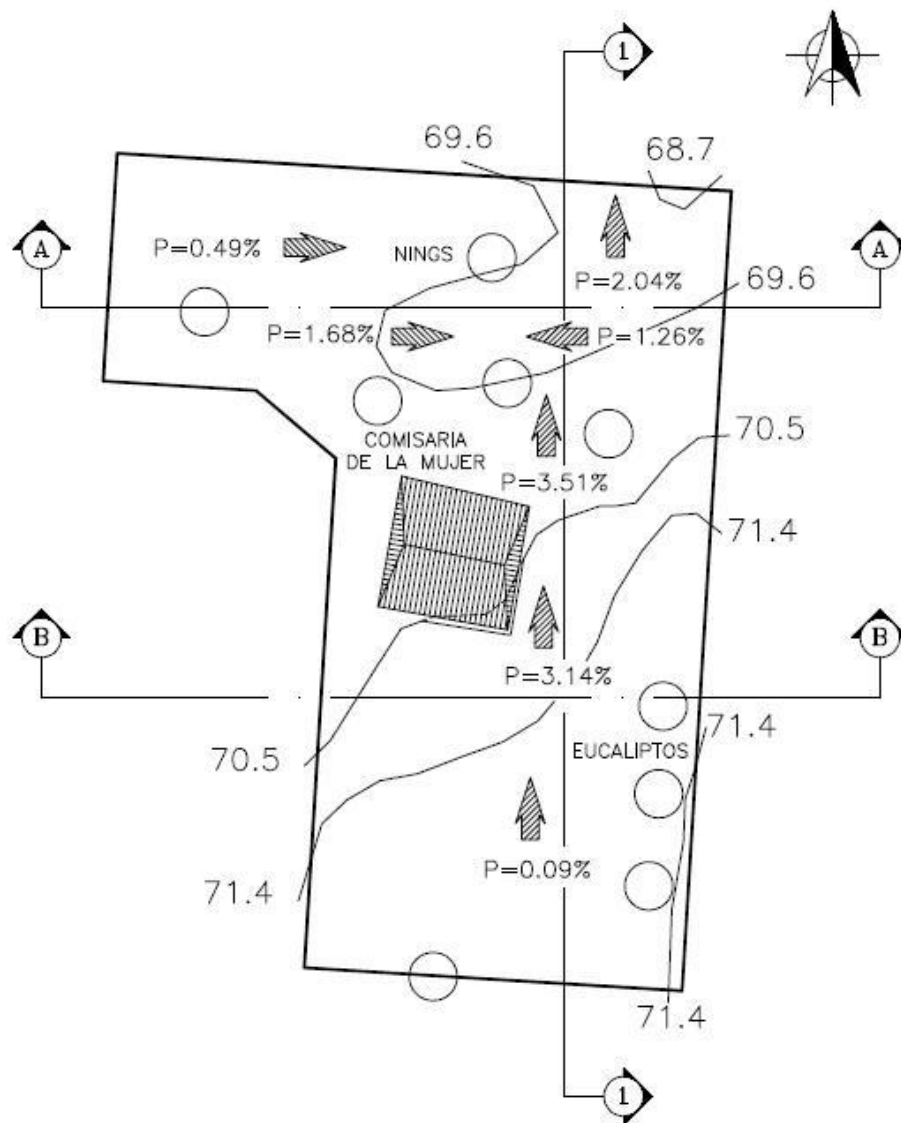 1
69.6
68.7
A
A
P=0.49%
NINGS
P=2.04%
69.6
P=1.68%
P=1.26%
70.5
COMISARIA
DE LA MUJER
P=3.51%
71.4
B
B
P=3.14%
70.5
EUCALIPTOS
71.4
71.4
P=0.09%
71.4
1